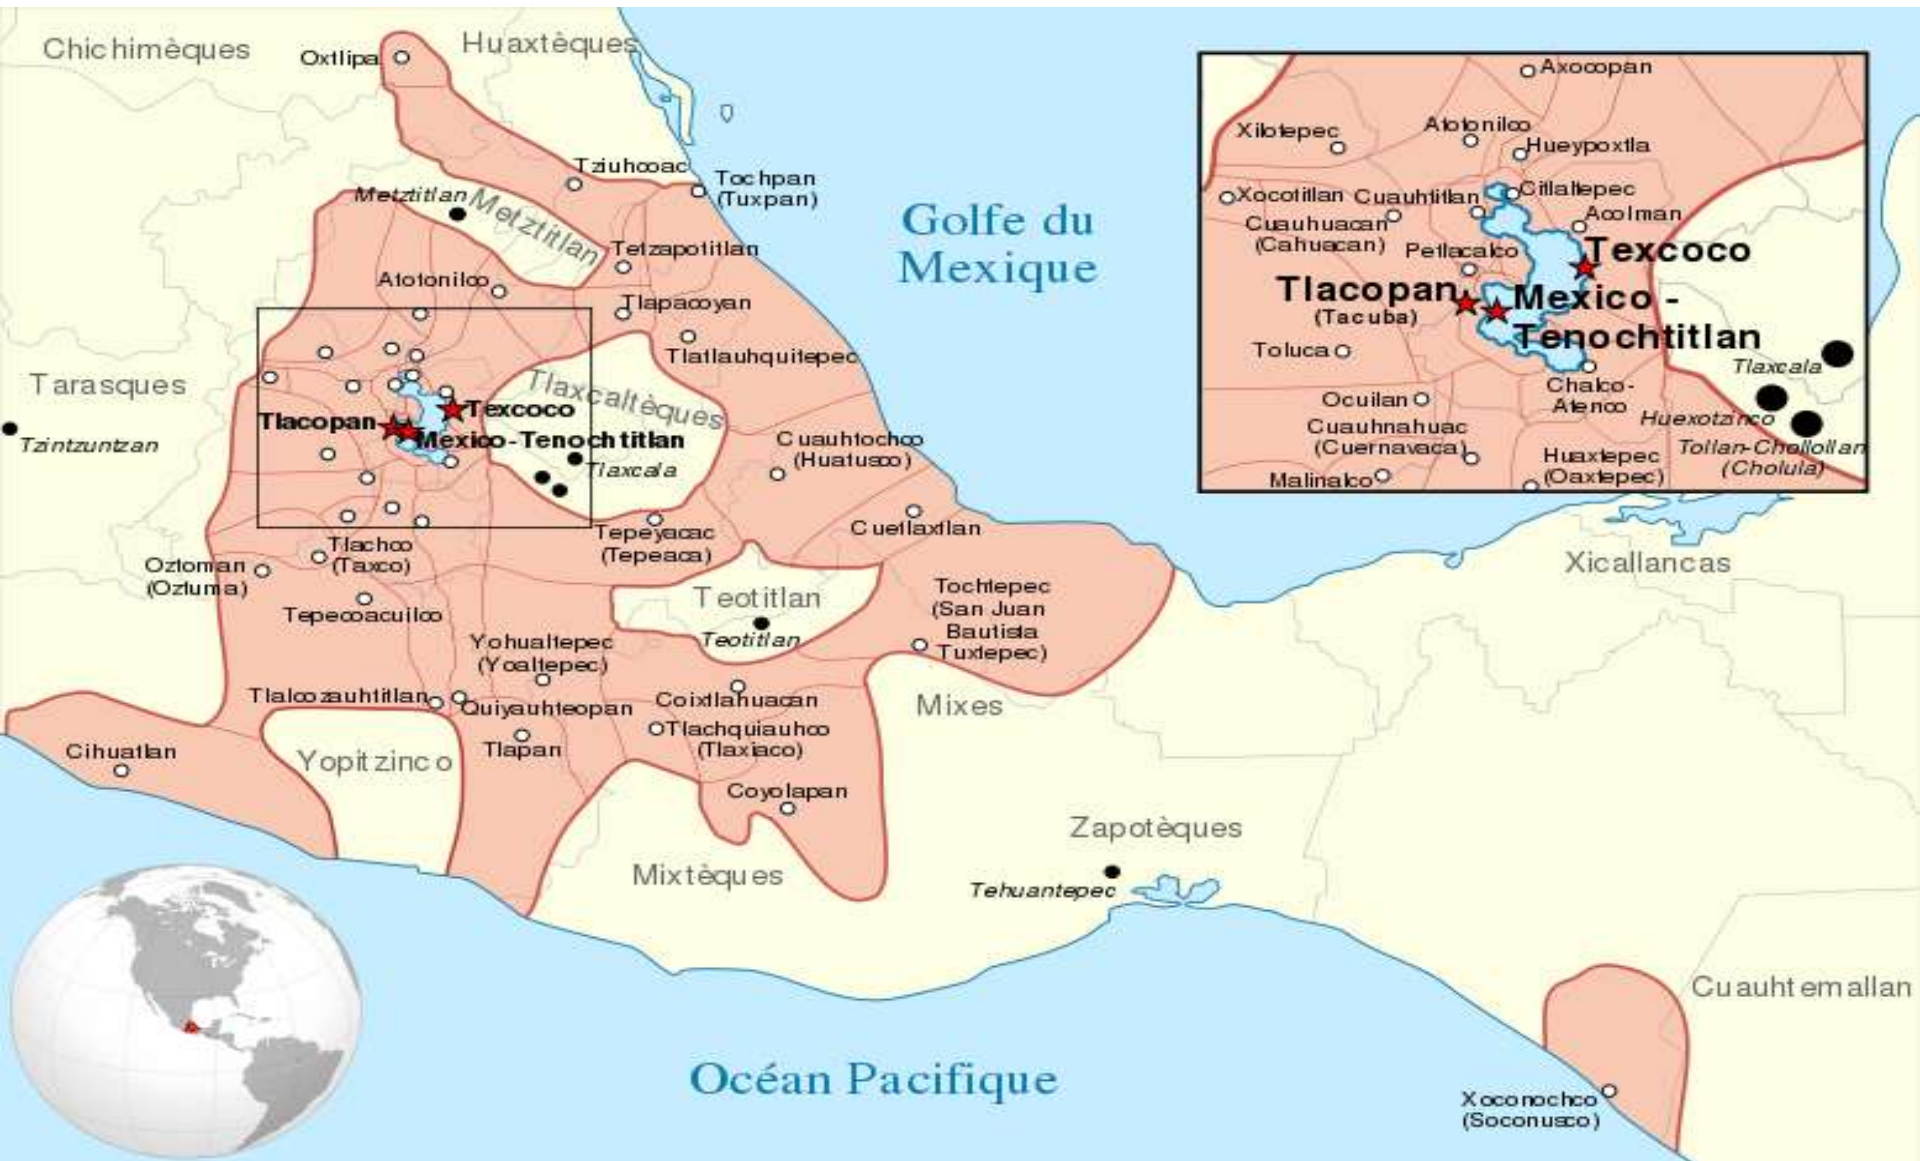 Chichimèques
Huaxtèques
Oxtlipa
Tziuhcoac
Tochpan
(Tuxpan)
Metztitlan
Metztitlan
Tetzapotitlan
Atotonilco
Tlapacoyan
Tlatlauhquitepec
Golfe du
Mexique
Tarasques
Tzintzuntzan
Tlaxcaltèques
Tlacopan
Texcoco
Mexico-Tenochtitlan
Tlaxcala
Cuauhtochco
(Huatusco)
Cuetlaxtlan
Tepeyacac
(Tepeaca)
Tlachco
(Taxco)
Oztoman
(Oztuma)
Tepecoacuilco
Teotitlan
Teotitlan
Tochtepec
(San Juan
Bautista
Tuxtepec)
Yohualtepec
(Yoaltepec)
Tlalcozauhtitlan
Quiyauhteopan
Coixtlahuacan
Tlachquiauhco
(Tlaxiaco)
Tlapan
Mixes
Cihuatlan
Yopitzinco
Coyolapan
Mixtèques
Zapotèques
Tehuantepec
Xicallancas
Cuauhtemallan
Océan Pacifique
Xoconochco
(Soconusco)
Axocopan
Xilotepec
Atotonilco
Hueypoxtla
Xocotitlan
Cuauhtitlan
Citlaltepec
Cuauhuacan
(Cahuacan)
Acolman
Petlacalco
Texcoco
Tlacopan
(Tacuba)
Mexico -
Tenochtitlan
Toluca
Tlaxcala
Chalco-
Atenco
Ocuilan
Huexotzinco
Cuauhnahuac
(Cuernavaca)
Tollan-Chollollan
(Cholula)
Huaxtepec
(Oaxtepec)
Malinalco